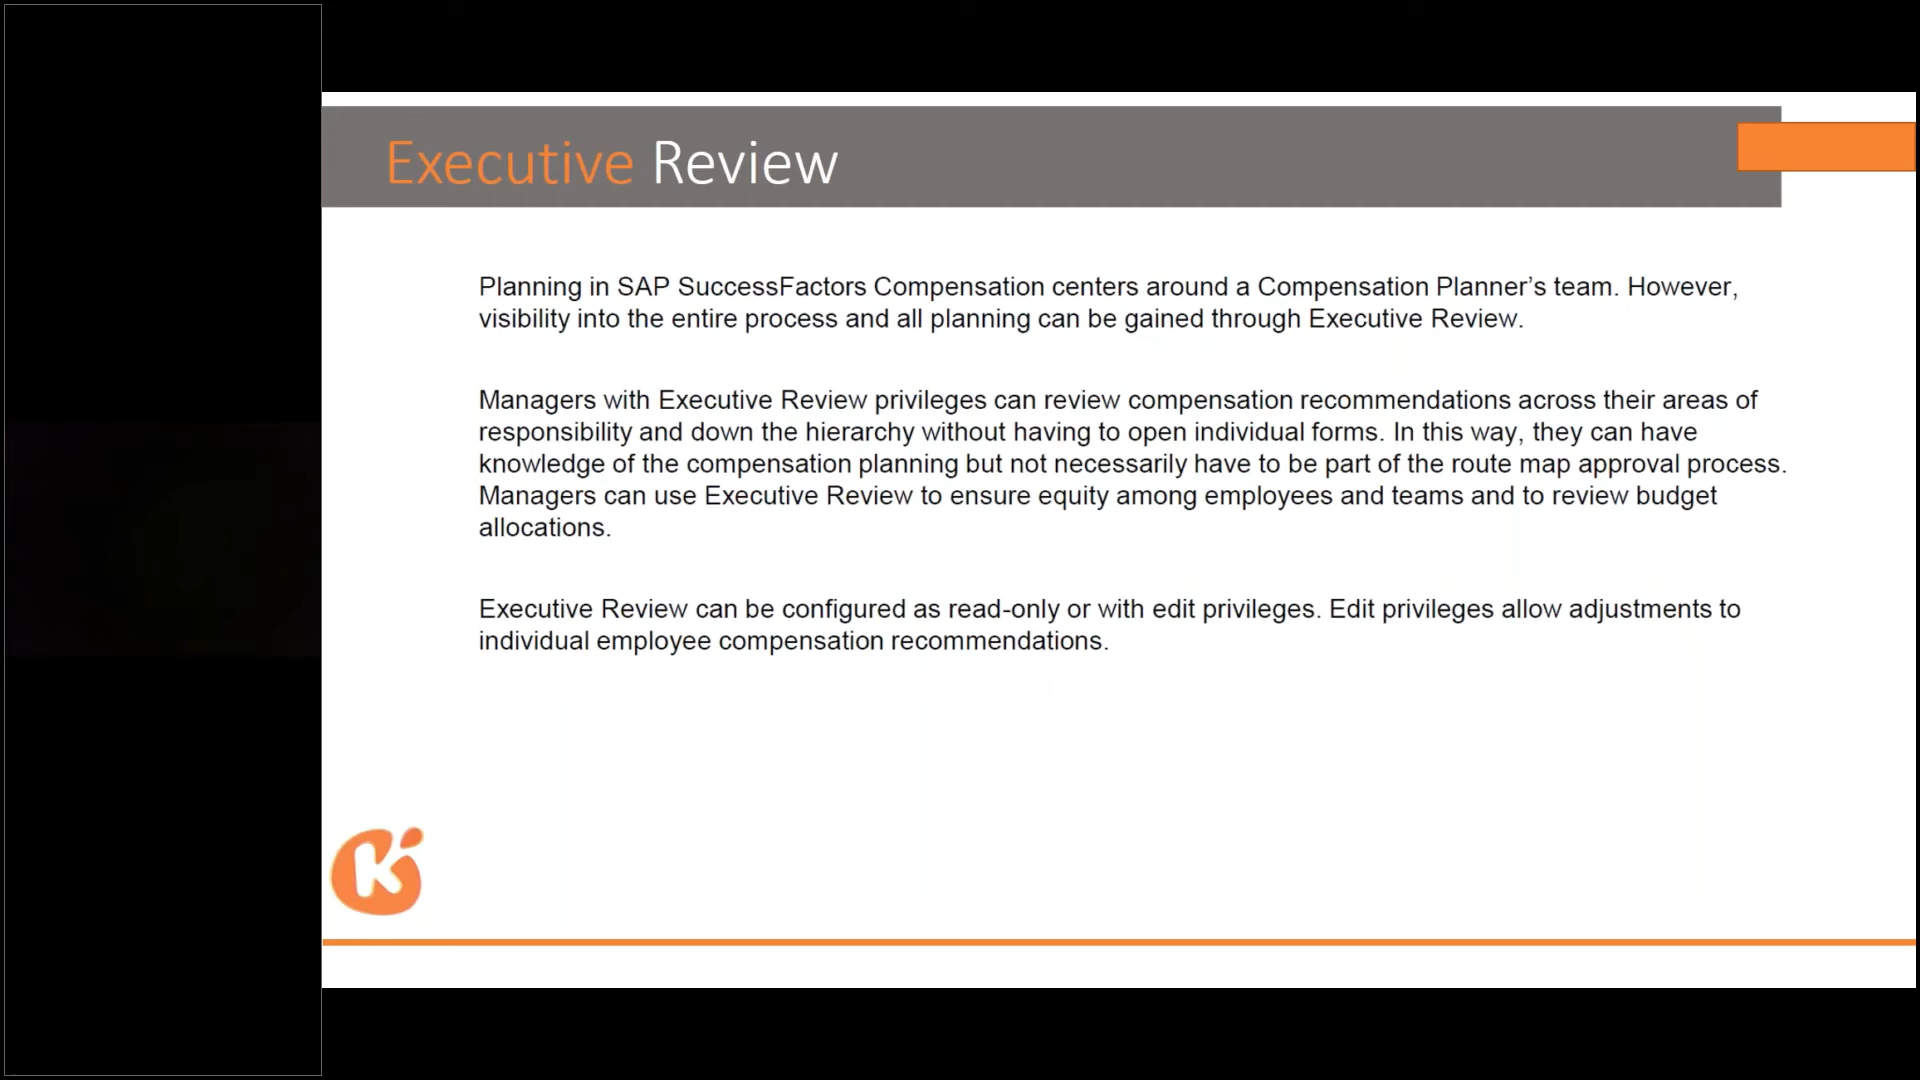 Executive Review
Planning in SAP SuccessFactors Compensation centers around a Compensation Planner’s team. However,
visibility into the entire process and all planning can be gained through Executive Review.
Managers with Executive Review privileges can review compensation recommendations across their areas of
responsibility and down the hierarchy without having to open individual forms. In this way, they can have
knowledge of the compensation planning but not necessarily have to be part of the route map approval process.
Managers can use Executive Review to ensure equity among employees and teams and to review budget
allocations.
Executive Review can be configured as read-only or with edit privileges. Edit privileges allow adjustments to
individual employee compensation recommendations.
K